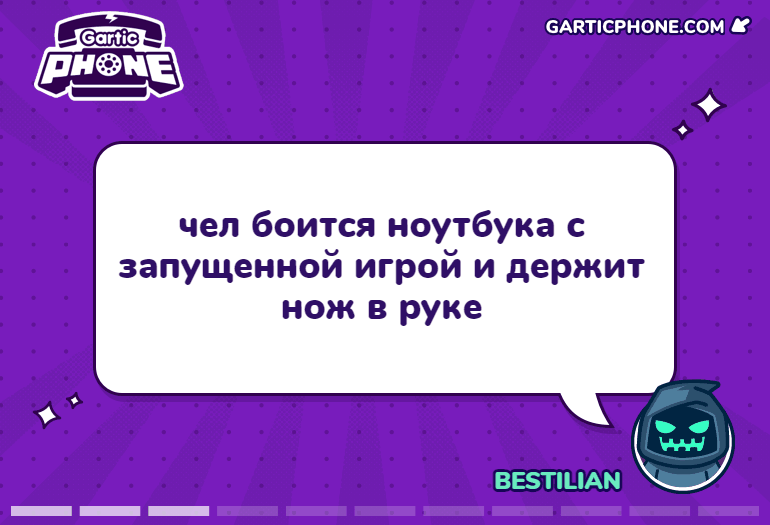 Gartic
PHONE
GARTICPHONE.COM
чел боится ноутбука с
запущенной игрой и держит
нож в руке
BESTILIAN